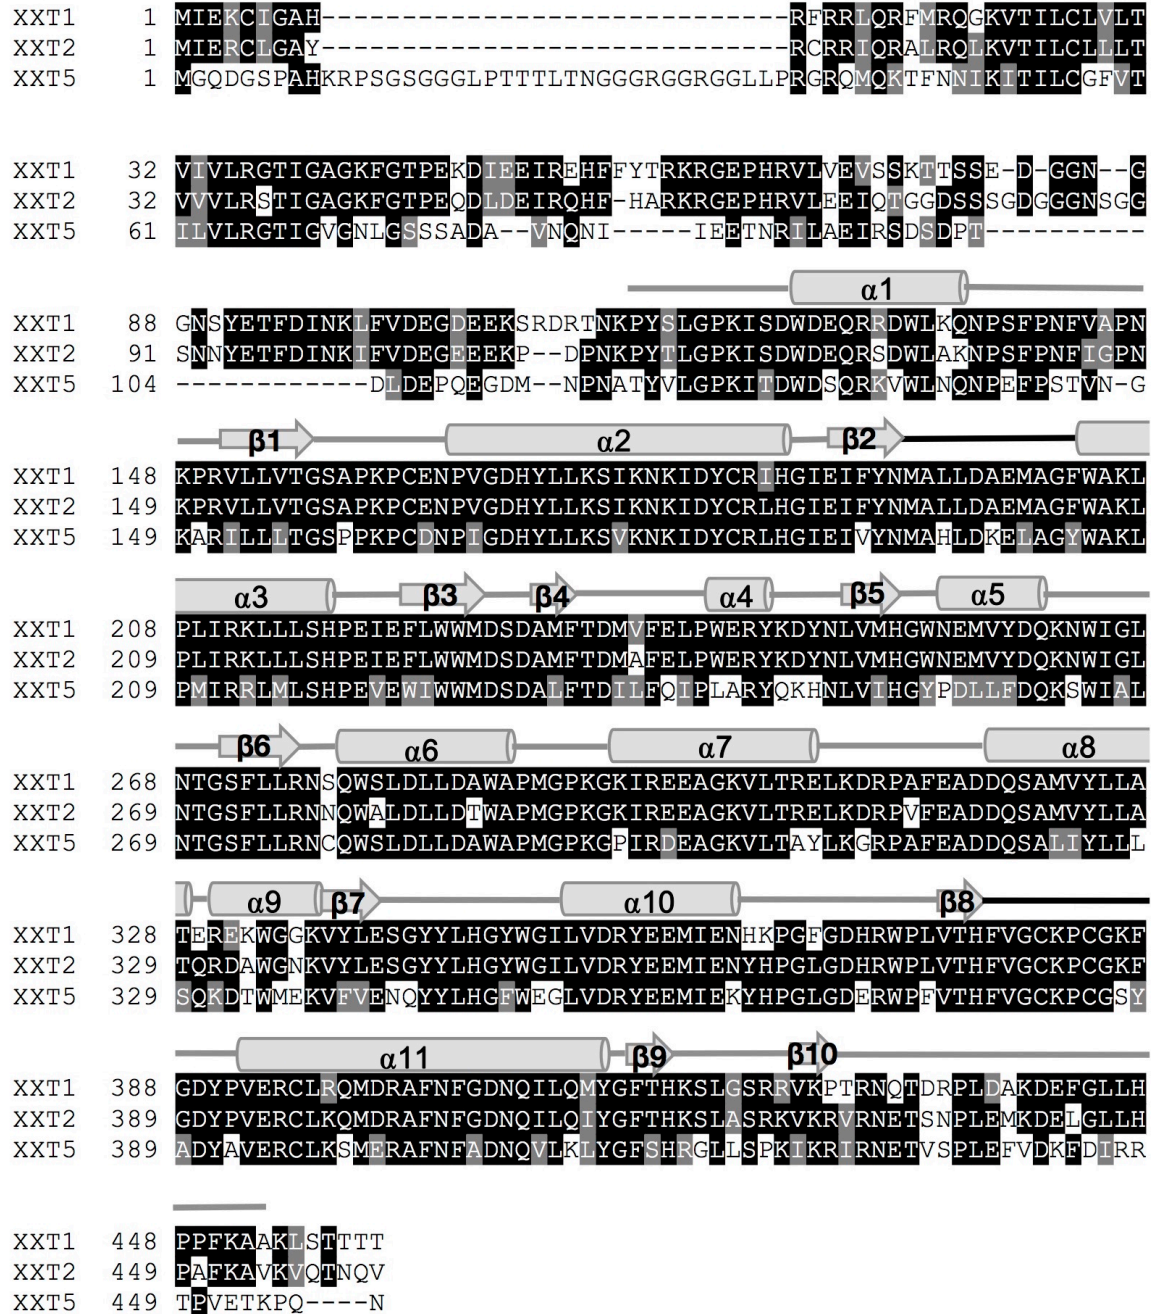 XXT1 1 MIEKCIGAH-----------------------------RFRRLQRFMRQGKVTILCLVLT
XXT2 1 MIERCLGAY-----------------------------RCRRIQRALRQLKVTILCLLLT
XXT5 1 MGQDGSPAHKRPSGSGGGLPTTTLTNGGGRGGRGGLLPRGRQMQKTFNNIKITILCGFVT
XXT1 32 VIVLRGTIGAGKFGTPEKDIEEIREHFFYTRKRGEPHRVLVEVSSKTTSSE-D-GGN--G
XXT2 32 VVVLRSTIGAGKFGTPEQDLDEIRQHF-HARKRGEPHRVLEEIQTGGDSSSGDGGGNSGG
XXT5 61 ILVLRGTIGVGNLGSSSADA--VNQNI-----IEETNRILAEIRSDSDPT----------
α1
XXT1 88 GNSYETFDINKLFVDEGDEEKSRDRTNKPYSLGPKISDWDEQRRDWLKQNPSFPNFVAPN
XXT2 91 SNNYETFDINKIFVDEGEEEKP--DPNKPYTLGPKISDWDEQRSDWLAKNPSFPNFIGPN
XXT5 104 ------------DLDEPQEGDM--NPNATYVLGPKITDWDSQRKVWLNQNPEFPSTVN-G
β1 α2 β2
XXT1 148 KPRVLLVTGSAPKPCENPVGDHYLLKSIKNKIDYCRIHGIEIFYNMALLDAEMAGFWAKL
XXT2 149 KPRVLLVTGSAPKPCENPVGDHYLLKSIKNKIDYCRLHGIEIFYNMALLDAEMAGFWAKL
XXT5 149 KARILLLTGSPPKPCDNPIGDHYLLKSVKNKIDYCRLHGIEIVYNMAHLDKELAGYWAKL
α3 β3 β4 α4 β5 α5
XXT1 208 PLIRKLLLSHPEIEFLWWMDSDAMFTDMVFELPWERYKDYNLVMHGWNEMVYDQKNWIGL
XXT2 209 PLIRKLLLSHPEIEFLWWMDSDAMFTDMAFELPWERYKDYNLVMHGWNEMVYDQKNWIGL
XXT5 209 PMIRRLMLSHPEVEWIWWMDSDALFTDILFQIPLARYQKHNLVIHGYPDLLFDQKSWIAL
β6 α6 α7 α8
XXT1 268 NTGSFLLRNSQWSLDLLDAWAPMGPKGKIREEAGKVLTRELKDRPAFEADDQSAMVYLLA
XXT2 269 NTGSFLLRNNQWALDLLDTWAPMGPKGKIREEAGKVLTRELKDRPVFEADDQSAMVYLLA
XXT5 269 NTGSFLLRNCQWSLDLLDAWAPMGPKGPIRDEAGKVLTAYLKGRPAFEADDQSALIYLLL
α9 β7 α10 β8
XXT1 328 TEREKWGGKVYLESGYYLHGYWGILVDRYEEMIENHKPGFGDHRWPLVTHFVGCKPCGKF
XXT2 329 TQRDAWGNKVYLESGYYLHGYWGILVDRYEEMIENYHPGLGDHRWPLVTHFVGCKPCGKF
XXT5 329 SQKDTWMEKVFVENQYYLHGFWEGLVDRYEEMIEKYHPGLGDERWPFVTHFVGCKPCGSY
α11 β9 β10
XXT1 388 GDYPVERCLRQMDRAFNFGDNQILQMYGFTHKSLGSRRVKPTRNQTDRPLDAKDEFGLLH
XXT2 389 GDYPVERCLKQMDRAFNFGDNQILQIYGFTHKSLASRKVKRVRNETSNPLEMKDELGLLH
XXT5 389 ADYAVERCLKSMERAFNFADNQVLKLYGFSHRGLLSPKIKRIRNETVSPLEFVDKFDIRR
XXT1 448 PPFKAAKLSTTTT
XXT2 449 PAFKAVKVQTNQV
XXT5 449 TPVETKPQ----N